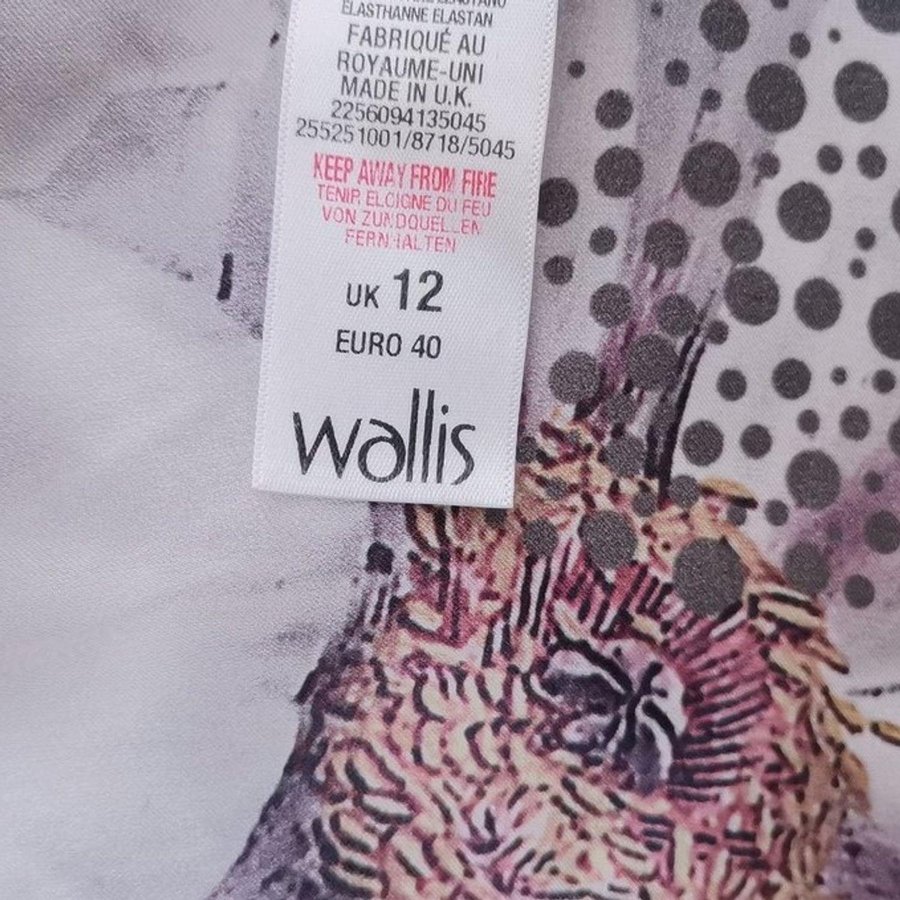 ELASTHANNE ELASTAN
FABRIQUÉ AU
ROYAUME-UNI
MADE IN U.K.
2256094135045
255251001/8718/5045
KEEP AWAY FROM FIRE
TENIR ELOIGNE DU FEU
VON ZUNDQUELLEN
FERNHALTEN
UK 12
EURO 40
wallis